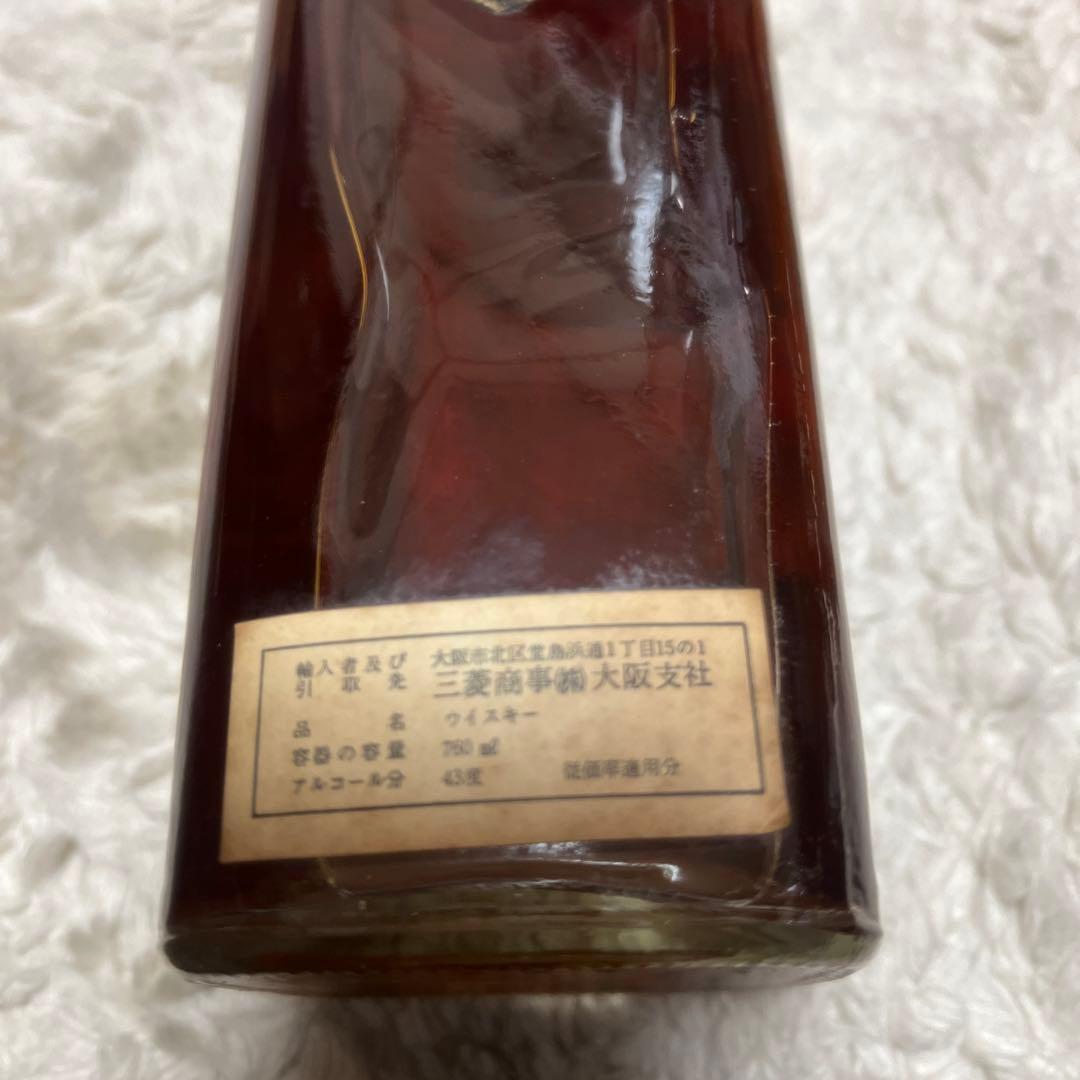 輸入者及び 大阪市北区堂島浜通1丁目15の1
引取先 三菱商事㈱大阪支社
品名 ウイスキー
容器の容量 760㎖
アルコール分 43度 従価率適用分